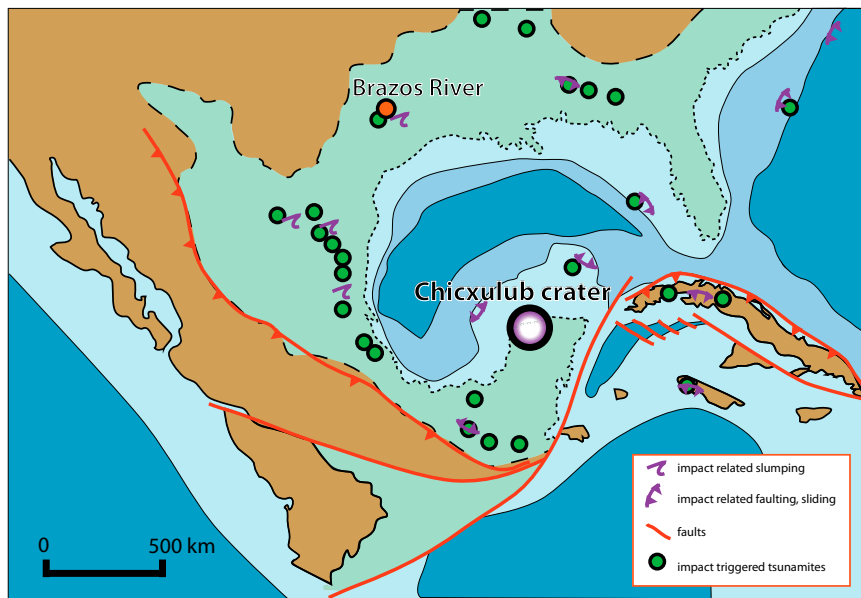 Brazos River
Chicxulub crater
impact related slumping
impact related faulting, sliding
faults
impact triggered tsunamites
0 500 km